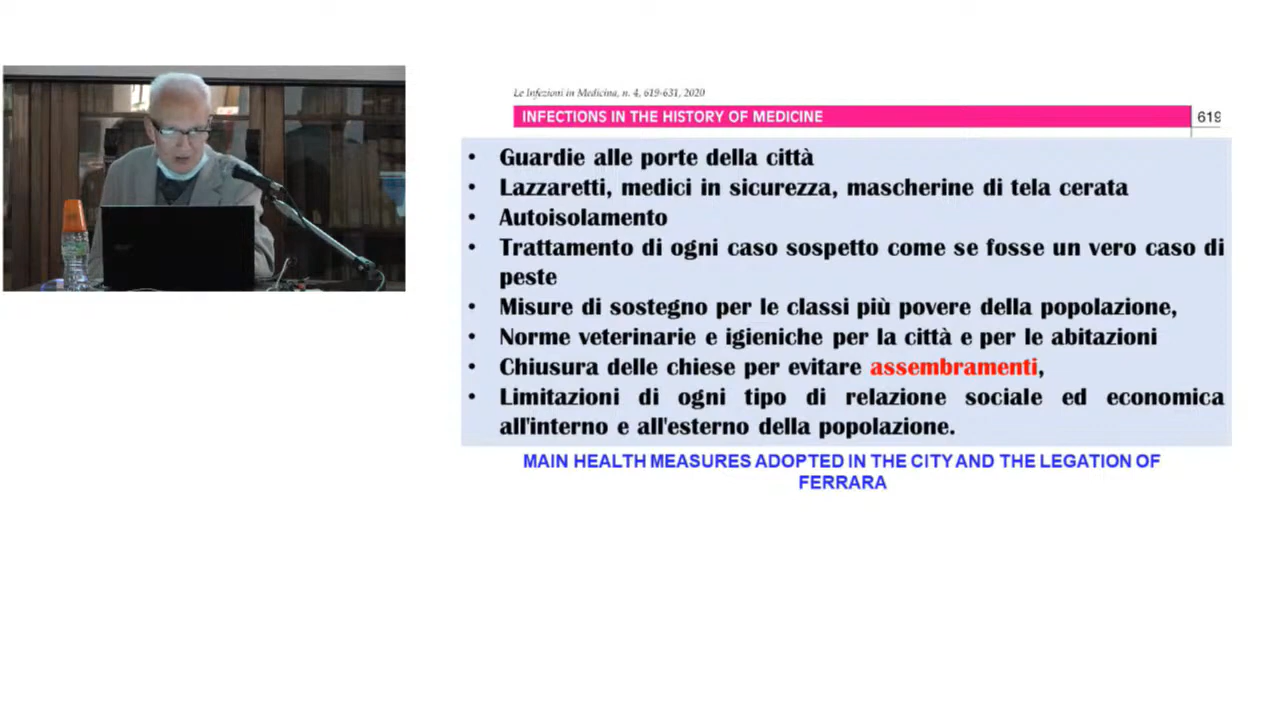 Le Infezioni in Medicina, n. 4, 619-631, 2020
INFECTIONS IN THE HISTORY OF MEDICINE 619
• Guardie alle porte della città
• Lazzaretti, medici in sicurezza, mascherine di tela cerata
• Autoisolamento
• Trattamento di ogni caso sospetto come se fosse un vero caso di
peste
• Misure di sostegno per le classi più povere della popolazione,
• Norme veterinarie e igieniche per la città e per le abitazioni
• Chiusura delle chiese per evitare assembramenti,
• Limitazioni di ogni tipo di relazione sociale ed economica
all'interno e all'esterno della popolazione.
MAIN HEALTH MEASURES ADOPTED IN THE CITY AND THE LEGATION OF
FERRARA